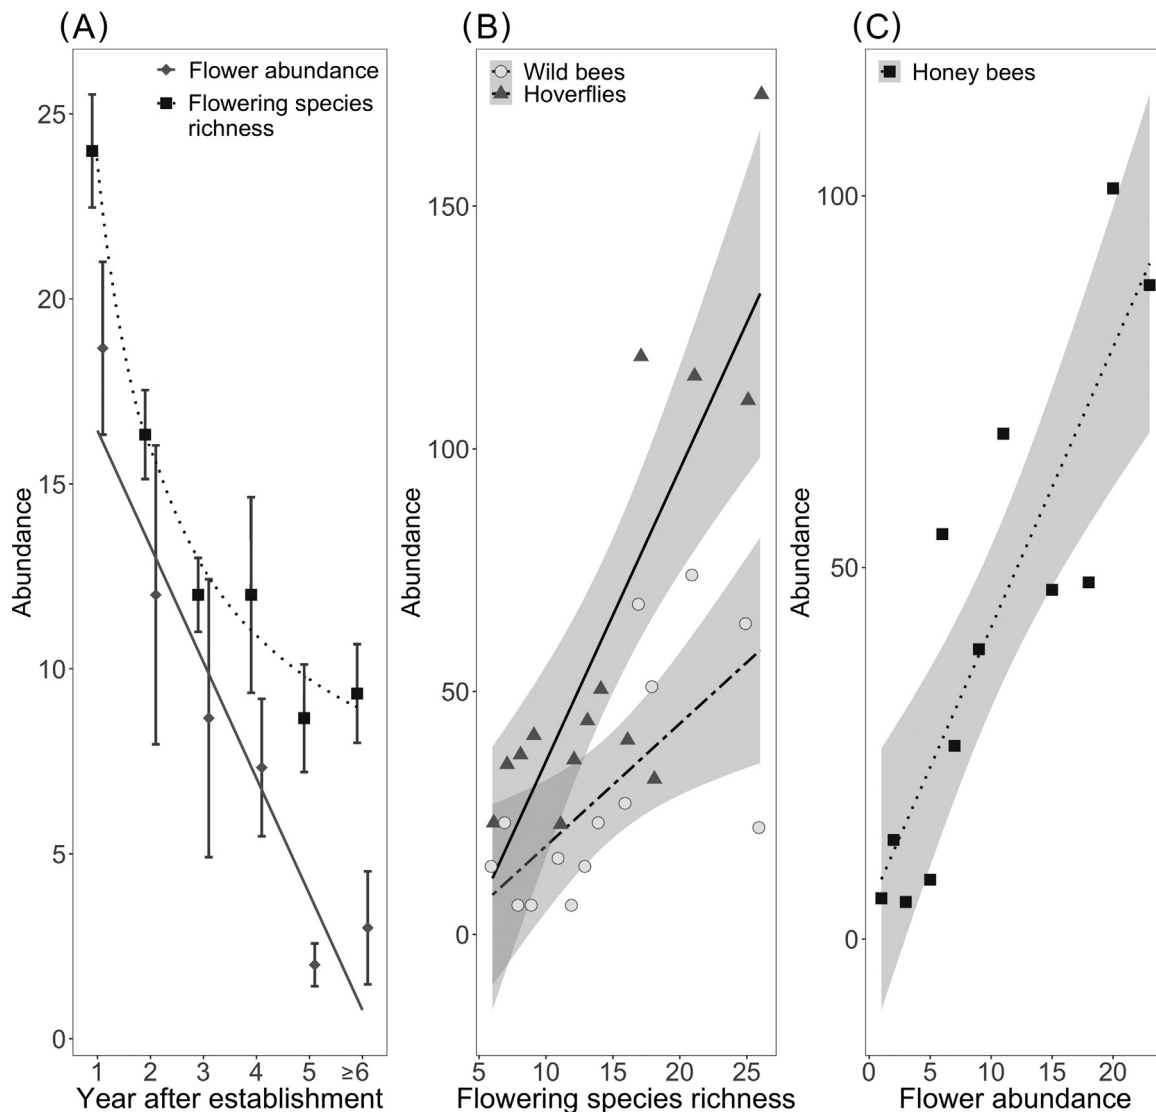 (A)
Flower abundance
Flowering species
richness
25
20
15
10
5
0
Abundance
1 2 3 4 5 ≥6
Year after establishment
(B)
Wild bees
Hoverflies
150
100
50
0
Abundance
5 10 15 20 25
Flowering species richness
(C)
Honey bees
100
50
0
Abundance
0 5 10 15 20
Flower abundance